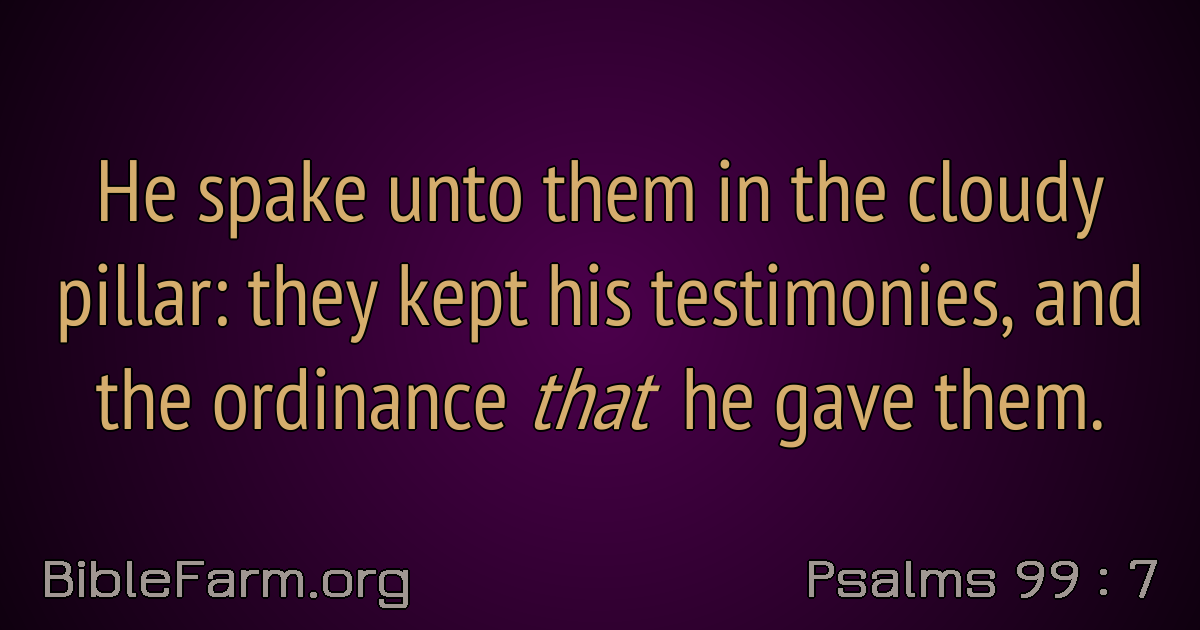 He spake unto them in the cloudy
pillar: they kept his testimonies, and
the ordinance that he gave them.
BibleFarm.org
Psalms 99 : 7